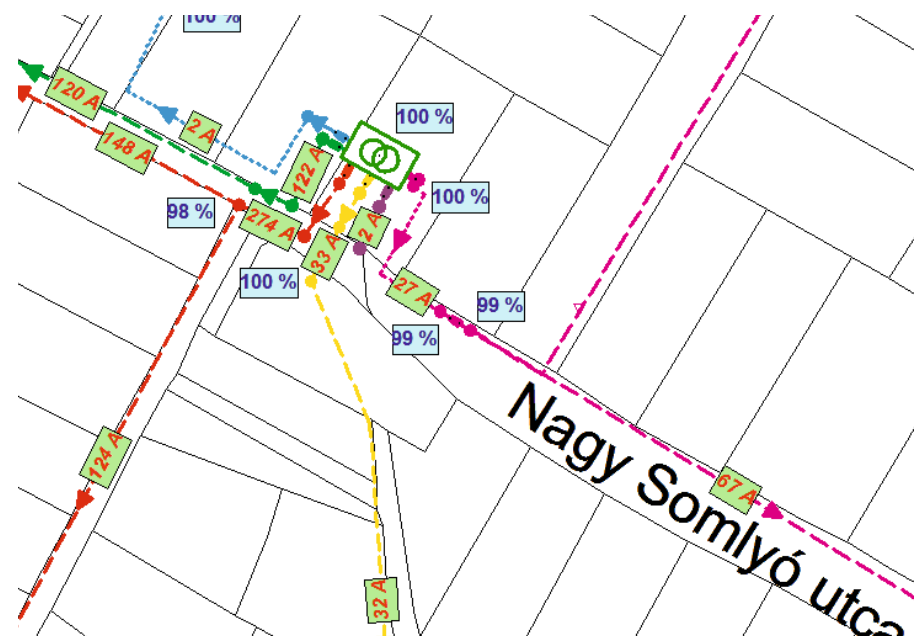 100 %
120 A
2 A
148 A
100 %
122 A
100 %
98 %
274 A
2 A
33 A
100 %
27 A
99 %
99 %
Nagy Somlyó utca
124 A
67 A
32 A